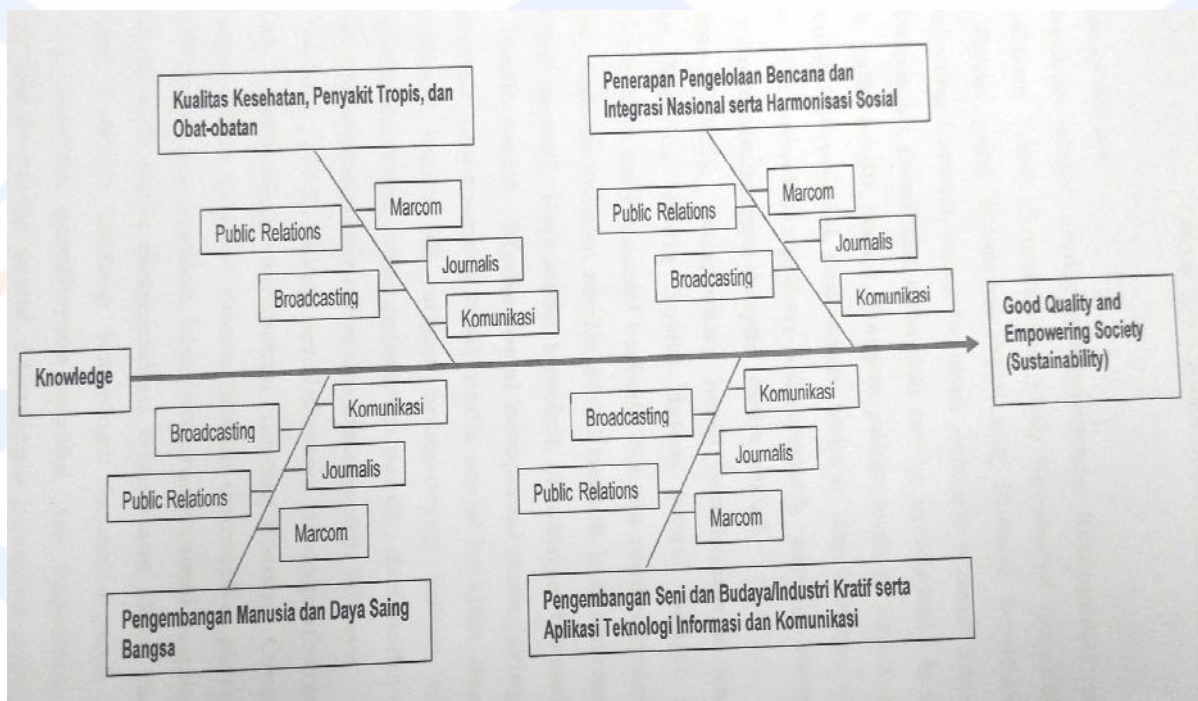 Kualitas Kesehatan, Penyakit Tropis, dan
Obat-obatan
Penerapan Pengelolaan Bencana dan
Integrasi Nasional serta Harmonisasi Sosial
Marcom
Public Relations
Journalis
Broadcasting
Komunikasi
Marcom
Public Relations
Journalis
Broadcasting
Komunikasi
Knowledge
Good Quality and
Empowering Society
(Sustainability)
Komunikasi
Broadcasting
Journalis
Public Relations
Marcom
Komunikasi
Broadcasting
Journalis
Public Relations
Marcom
Pengembangan Manusia dan Daya Saing
Bangsa
Pengembangan Seni dan Budaya/Industri Kratif serta
Aplikasi Teknologi Informasi dan Komunikasi